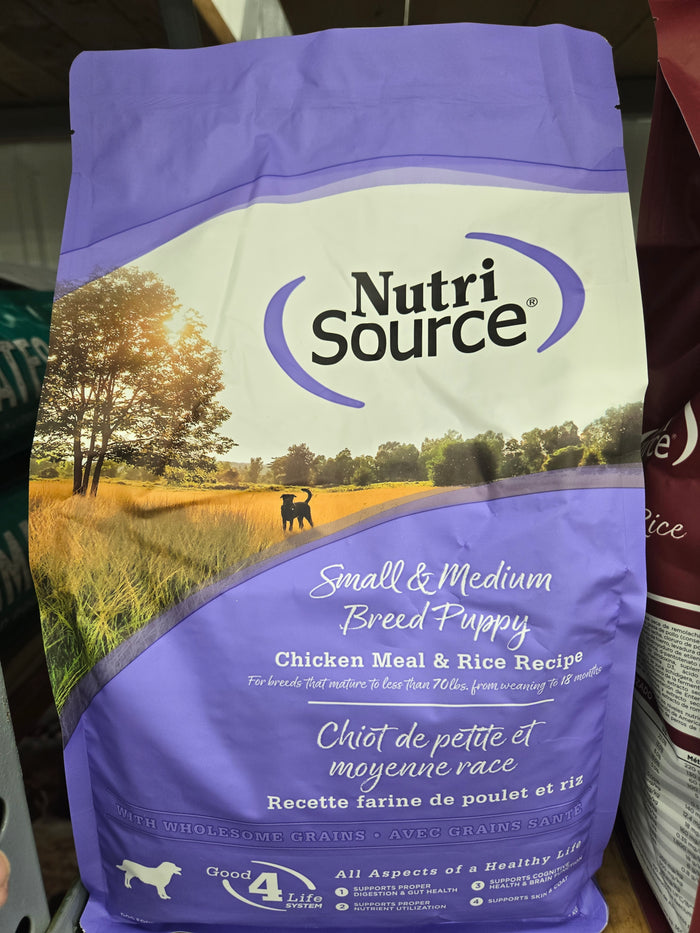 Nutri
Source®
Small & Medium
Breed Puppy
Chicken Meal & Rice Recipe
For breeds that mature to less than 70 lbs. from weaning to 18 months
Chiot de petite et
moyenne race
Recette farine de poulet et riz
WITH WHOLESOME GRAINS • AVEC GRAINS SANTÉ
Good 4 Life
SYSTEM
All Aspects of a Healthy Life
1 SUPPORTS PROPER
DIGESTION & GUT HEALTH
2 SUPPORTS PROPER
NUTRIENT UTILIZATION
3 SUPPORTS COGNITIVE
HEALTH & BRAIN FUNCTION
4 SUPPORTS SKIN & COAT
ce®
Rice